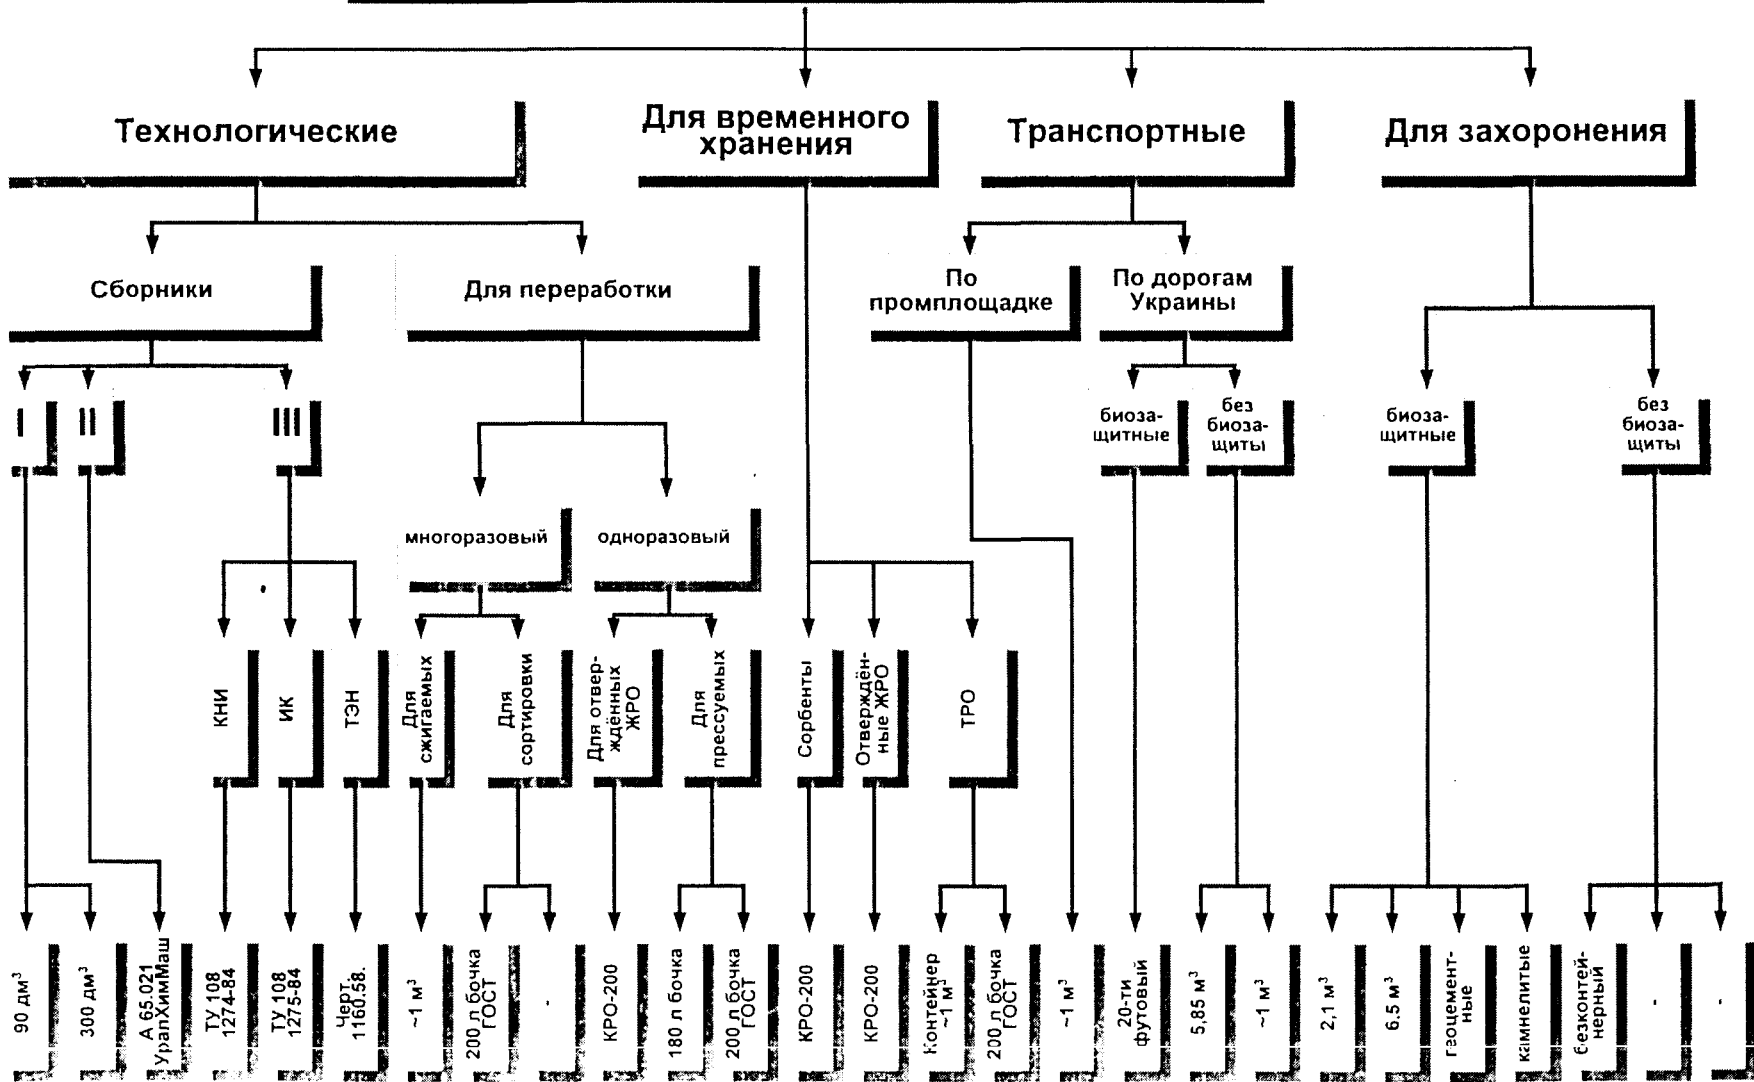 Технологические
Для временного
хранения
Транспортные
Для захоронения
Сборники
Для переработки
По
промплощадке
По дорогам
Украины
I
II
III
биоза-
щитные
без
биоза-
щиты
биоза-
щитные
без
биоза-
щиты
многоразовый
одноразовый
КНИ
ИК
ТЭН
Для
сжигаемых
Для
сортировки
Для отвер-
ждённых
ЖРО
Для
прессуемых
Сорбенты
Отверждён-
ные ЖРО
ТРО
90 дм³
300 дм³
А 65.021
УралХимМаш
ТУ 108
1274-84
ТУ 108
1275-84
Черт.
1160.58.
~1 м³
200 л бочка
ГОСТ
-
КРО-200
180 л бочка
200 л бочка
ГОСТ
КРО-200
КРО-200
Контейнер
~1 м³
200 л бочка
ГОСТ
~1 м³
20-ти
футовый
5,85 м³
~1 м³
2,1 м³
6.5 м³
геоцемент-
ные
камнелитые
безконтей-
нерный
-
-